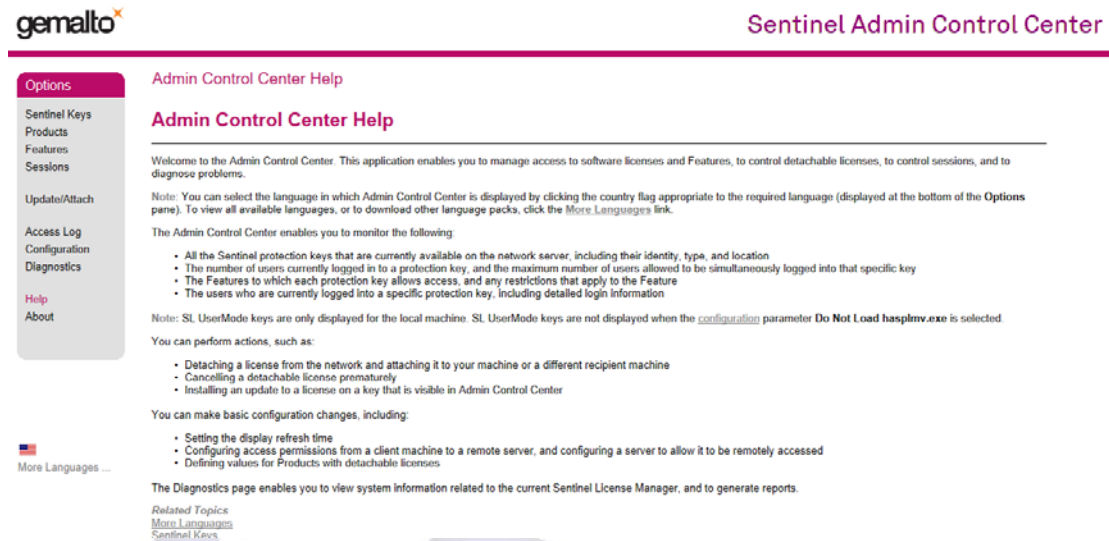 gemalto
Sentinel Admin Control Center
Options
Sentinel Keys
Products
Features
Sessions
Update/Attach
Access Log
Configuration
Diagnostics
Help
About
More Languages ...
Admin Control Center Help
Admin Control Center Help
Welcome to the Admin Control Center. This application enables you to manage access to software licenses and Features, to control detachable licenses, to control sessions, and to
diagnose problems.
Note: You can select the language in which Admin Control Center is displayed by clicking the country flag appropriate to the required language (displayed at the bottom of the Options
pane). To view all available languages, or to download other language packs, click the More Languages link.
The Admin Control Center enables you to monitor the following:
• All the Sentinel protection keys that are currently available on the network server, including their identity, type, and location
• The number of users currently logged in to a protection key, and the maximum number of users allowed to be simultaneously logged into that specific key
• The Features to which each protection key allows access, and any restrictions that apply to the Feature
• The users who are currently logged into a specific protection key, including detailed login information
Note: SL UserMode keys are only displayed for the local machine. SL UserMode keys are not displayed when the configuration parameter Do Not Load hasplmv.exe is selected.
You can perform actions, such as:
• Detaching a license from the network and attaching it to your machine or a different recipient machine
• Cancelling a detachable license prematurely
• Installing an update to a license on a key that is visible in Admin Control Center
You can make basic configuration changes, including:
• Setting the display refresh time
• Configuring access permissions from a client machine to a remote server, and configuring a server to allow it to be remotely accessed
• Defining values for Products with detachable licenses
The Diagnostics page enables you to view system information related to the current Sentinel License Manager, and to generate reports.
Related Topics
More Languages
Sentinel Keys